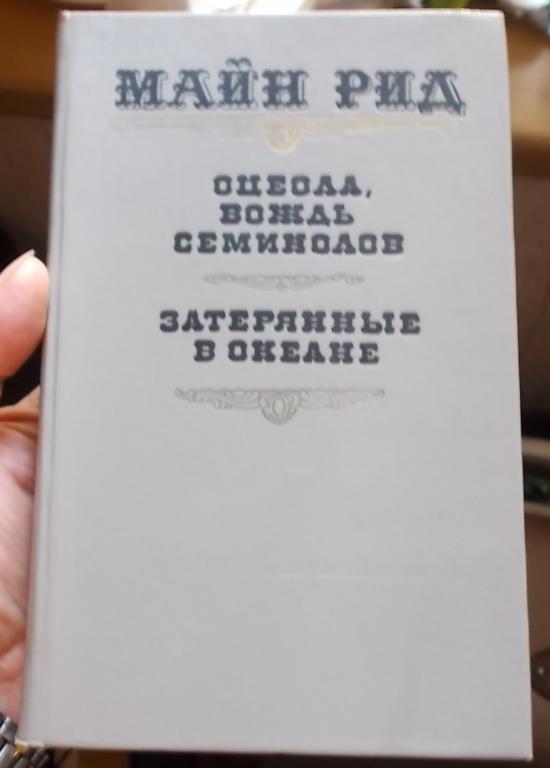 МАЙН РИД
ОЦЕОЛА,
ВОЖДЬ
СЕМИНОЛОВ
ЗАТЕРЯННЫЕ
В ОКЕАНЕ